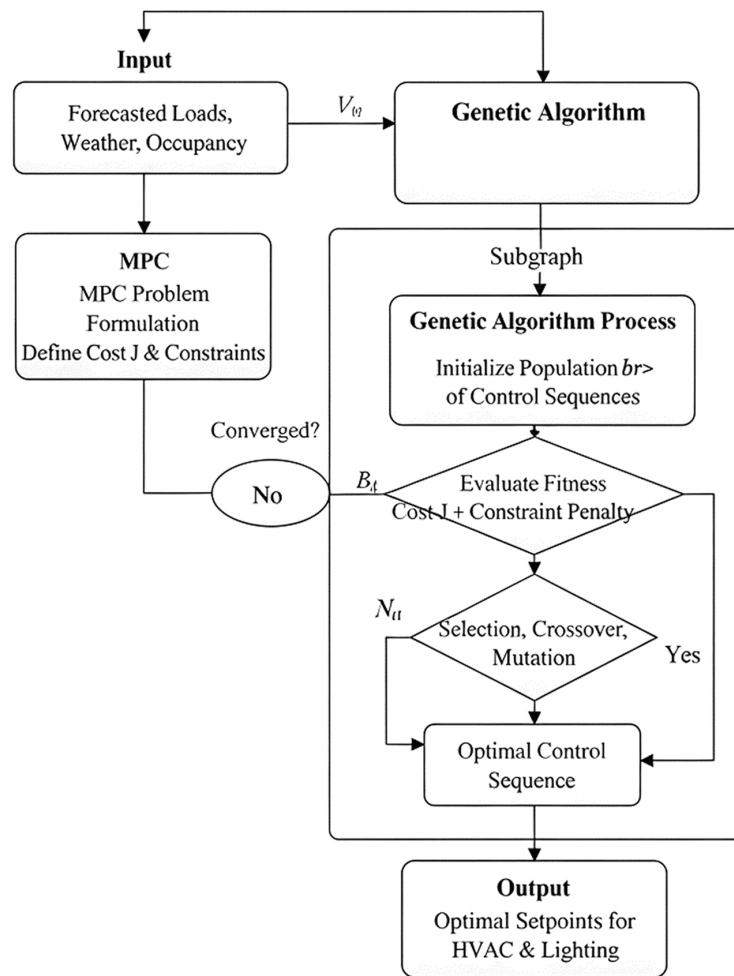 Input
Forecasted Loads,
Weather, Occupancy
Genetic Algorithm
MPC
MPC Problem
Formulation
Define Cost J & Constraints
Subgraph
Genetic Algorithm Process
Initialize Population br>
of Control Sequences
Converged?
No
Evaluate Fitness
Cost J + Constraint Penalty
Selection, Crossover,
Mutation
Yes
Optimal Control
Sequence
Output
Optimal Setpoints for
HVAC & Lighting